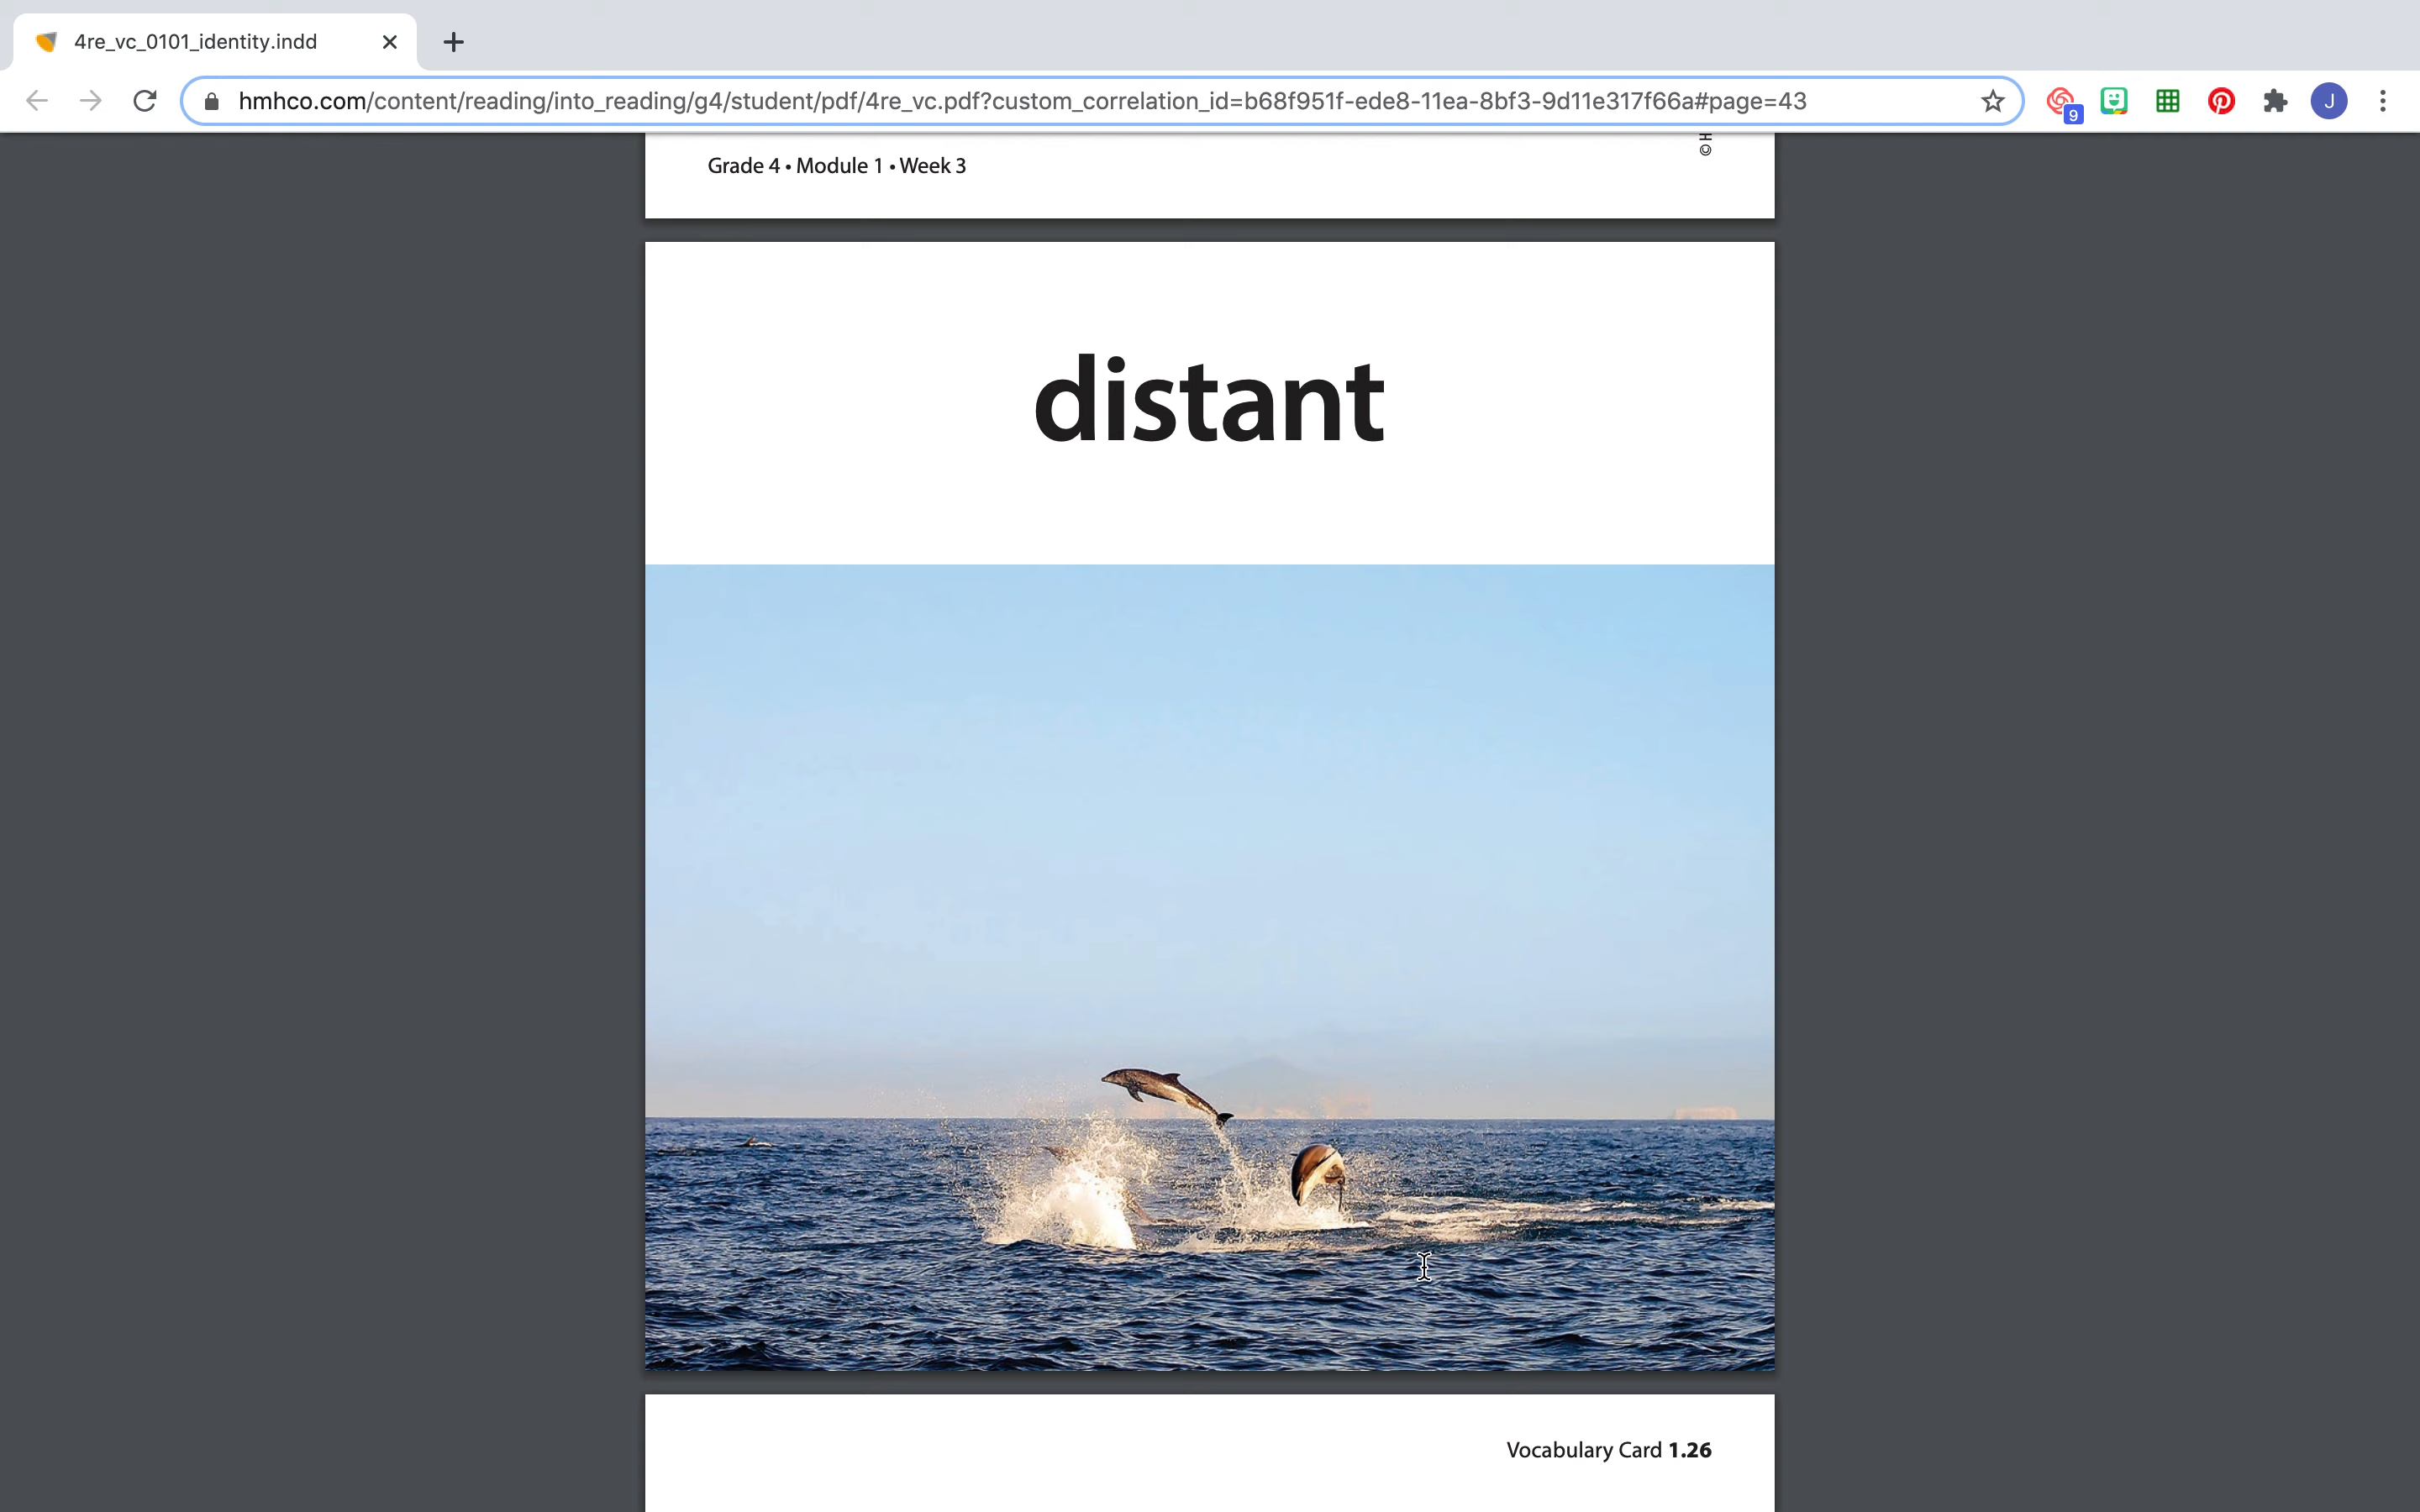 4re_vc_0101_identity.indd
hmhco.com/content/reading/into_reading/g4/student/pdf/4re_vc.pdf?custom_correlation_id=b68f951f-ede8-11ea-8bf3-9d11e317f66a#page=43
9
J
© H
Grade 4 • Module 1 • Week 3
distant
Vocabulary Card 1.26